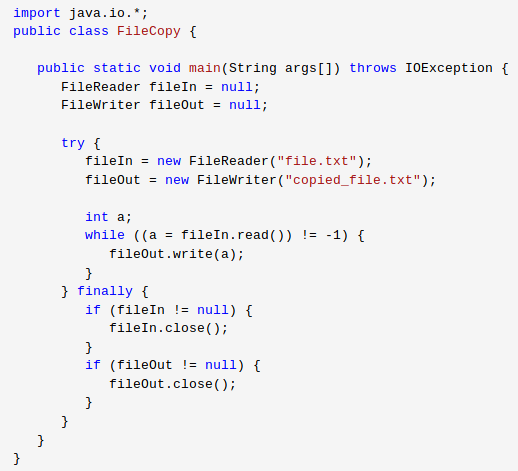 import java.io.*;
public class FileCopy {

   public static void main(String args[]) throws IOException {
      FileReader fileIn = null;
      FileWriter fileOut = null;

      try {
         fileIn = new FileReader("file.txt");
         fileOut = new FileWriter("copied_file.txt");

         int a;
         while ((a = fileIn.read()) != -1) {
            fileOut.write(a);
         }
      } finally {
         if (fileIn != null) {
            fileIn.close();
         }
         if (fileOut != null) {
            fileOut.close();
         }
      }
   }
}